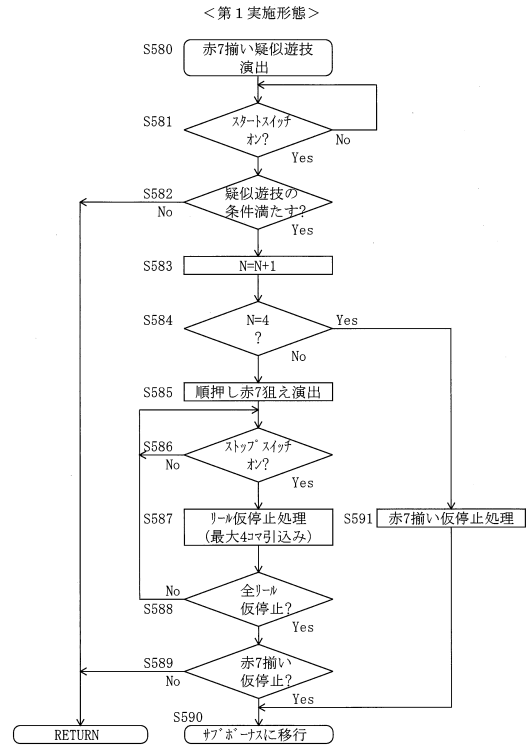 ＜第１実施形態＞
S580
赤7揃い疑似遊技
演出
S581
ｽﾀｰﾄｽｲｯﾁ
ｵﾝ?
No
Yes
S582
疑似遊技の
条件満たす?
No
Yes
S583
N=N+1
S584
N=4
?
Yes
No
S585
順押し赤7狙え演出
S586
ｽﾄｯﾌﾟｽｲｯﾁ
ｵﾝ?
No
Yes
S587
ﾘｰﾙ仮停止処理
(最大4ｺﾏ引込み)
S591
赤7揃い仮停止処理
No
S588
全ﾘｰﾙ
仮停止?
Yes
S589
赤7揃い
仮停止?
No
Yes
S590
RETURN
ｻﾌﾞﾎﾞｰﾅｽに移行